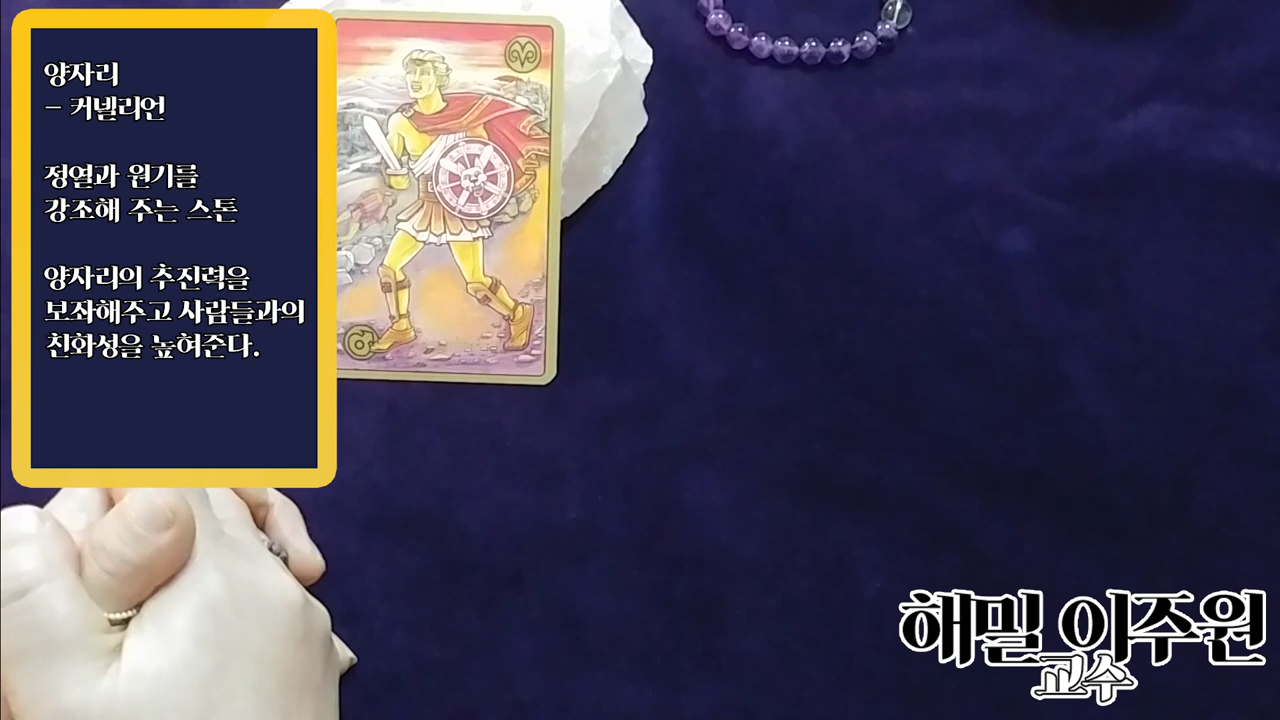 양자리
- 커넬리언
정열과 원기를
강조해 주는 스톤
양자리의 추진력을
보좌해주고 사람들과의
친화성을 높혀준다.
해밀 이주원
교수